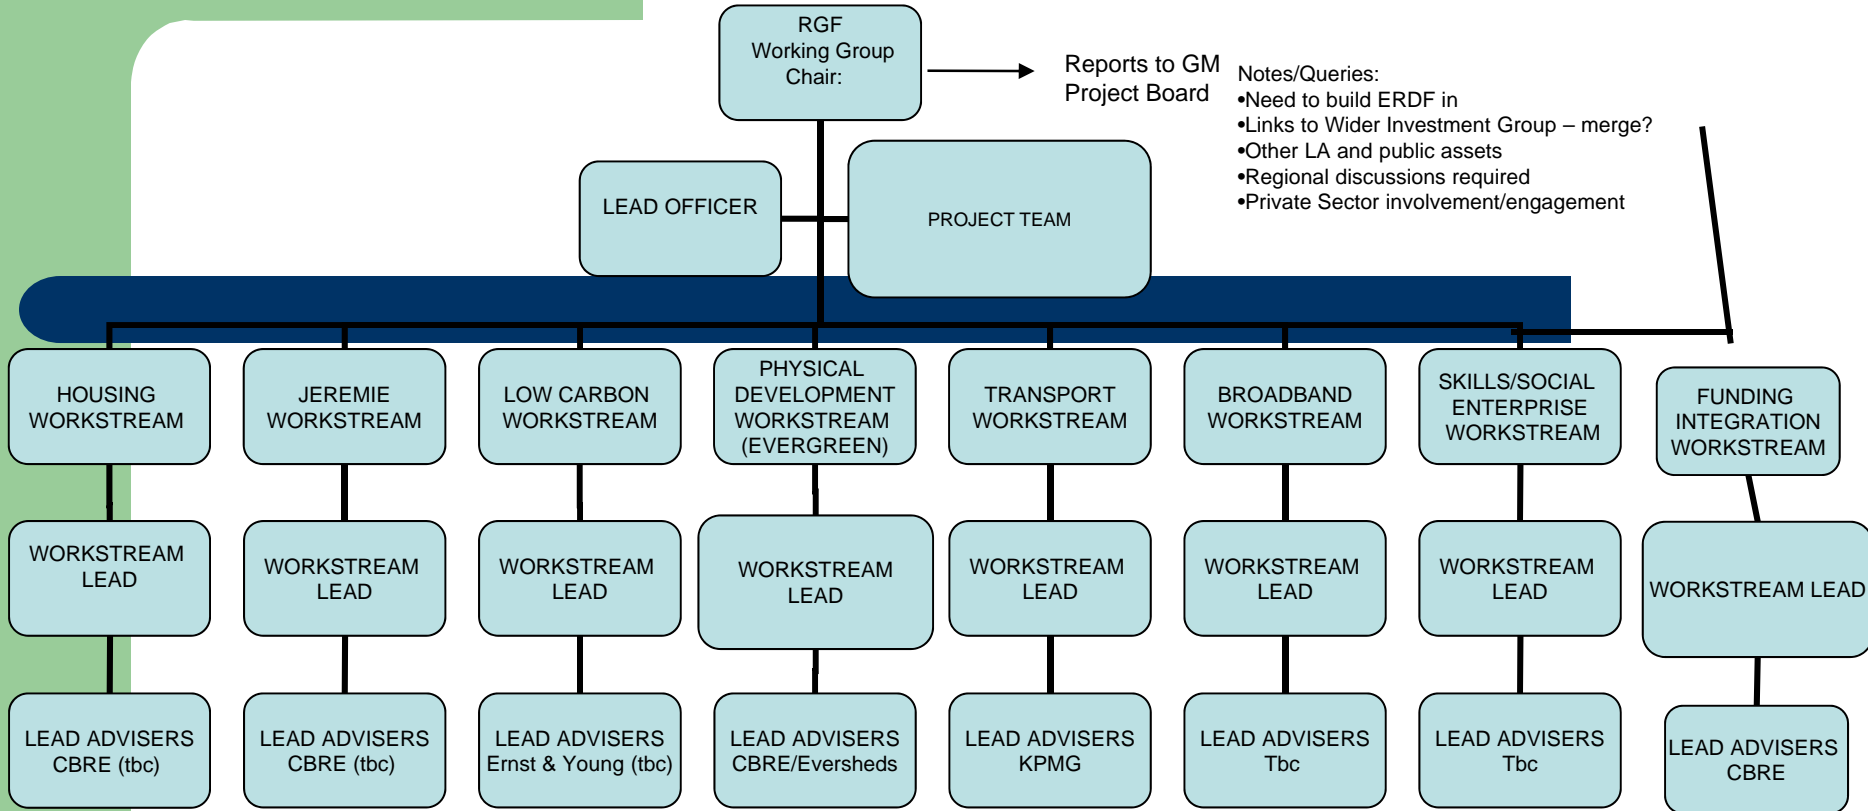 RGF
Working Group
Chair:
Reports to GM
Project Board
Notes/Queries:
•Need to build ERDF in
•Links to Wider Investment Group – merge?
•Other LA and public assets
•Regional discussions required
•Private Sector involvement/engagement
LEAD OFFICER
PROJECT TEAM
HOUSING
WORKSTREAM
JEREMIE
WORKSTREAM
LOW CARBON
WORKSTREAM
PHYSICAL
DEVELOPMENT
WORKSTREAM
(EVERGREEN)
TRANSPORT
WORKSTREAM
BROADBAND
WORKSTREAM
SKILLS/SOCIAL
ENTERPRISE
WORKSTREAM
FUNDING
INTEGRATION
WORKSTREAM
WORKSTREAM
LEAD
WORKSTREAM
LEAD
WORKSTREAM
LEAD
WORKSTREAM
LEAD
WORKSTREAM
LEAD
WORKSTREAM
LEAD
WORKSTREAM
LEAD
WORKSTREAM LEAD
LEAD ADVISERS
CBRE (tbc)
LEAD ADVISERS
CBRE (tbc)
LEAD ADVISERS
Ernst & Young (tbc)
LEAD ADVISERS
CBRE/Eversheds
LEAD ADVISERS
KPMG
LEAD ADVISERS
Tbc
LEAD ADVISERS
Tbc
LEAD ADVISERS
CBRE